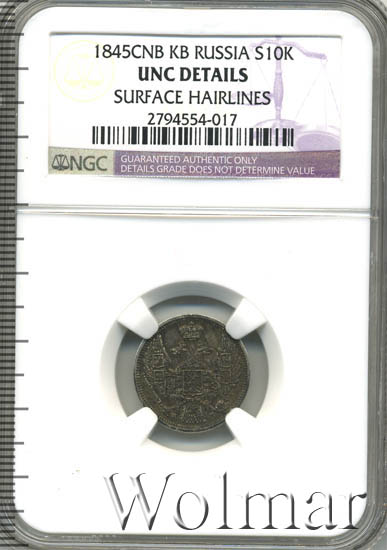 1845CNB KB RUSSIA S10K
UNC DETAILS
SURFACE HAIRLINES
2794554-017
NGC
GUARANTEED AUTHENTIC ONLY
DETAILS GRADE DOES NOT DETERMINE VALUE
Wolmar